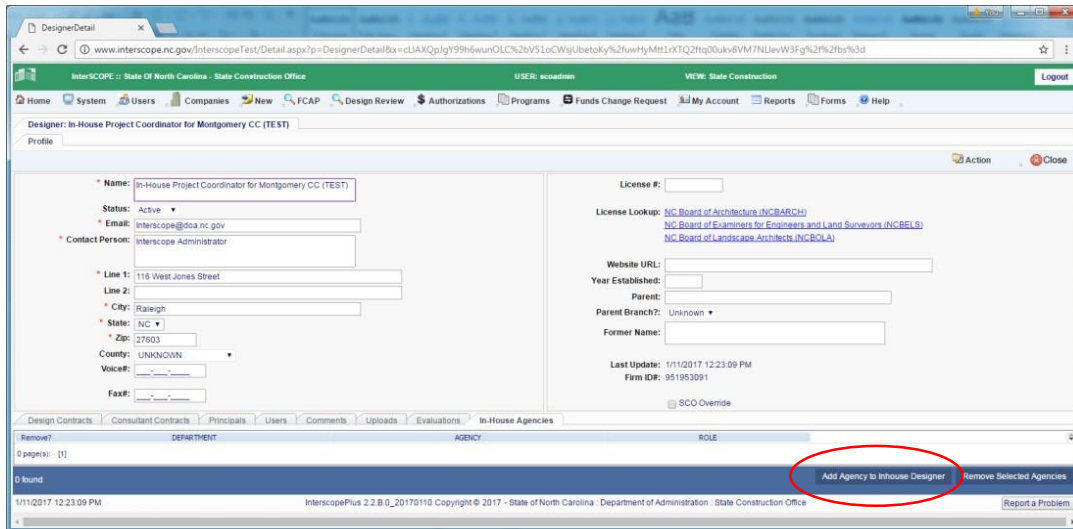 DesignerDetail
www.interscope.nc.gov/InterscopeTest/Detail.aspx?p=DesignerDetail&x=
InterSCOPE :: State Of North Carolina - State Construction Office USER: scoadmin VIEW: State Construction Logout
Home System Users Companies New FCAP Design Review Authorizations Programs Funds Change Request My Account Reports Forms Help
Designer: In-House Project Coordinator for Montgomery CC (TEST)
Profile
Action Close
* Name: In-House Project Coordinator for Montgomery CC (TEST)
Status: Active
* Email: Interscope@doa.nc.gov
* Contact Person: Interscope Administrator
* Line 1: 116 West Jones Street
Line 2:
* City: Raleigh
* State: NC
* Zip: 27603
County: UNKNOWN
Voice#: ___-___-____
Fax#: ___-___-____
License #:
License Lookup: NC Board of Architecture (NCBARCH)
NC Board of Examiners for Engineers and Land Surveyors (NCBELS)
NC Board of Landscape Architects (NCBOLA)
Website URL:
Year Established:
Parent:
Parent Branch?: Unknown
Former Name:
Last Update: 1/11/2017 12:23:09 PM
Firm ID#: 951953091
SCO Override
Design Contracts Consultant Contracts Principals Users Comments Uploads Evaluations In-House Agencies
Remove? DEPARTMENT AGENCY ROLE
0 page(s): [1]
0 found Add Agency to Inhouse Designer Remove Selected Agencies
1/11/2017 12:23:09 PM InterscopePlus 2.2.B.0_20170110 Copyright © 2017 - State of North Carolina : Department of Administration : State Construction Office Report a Problem